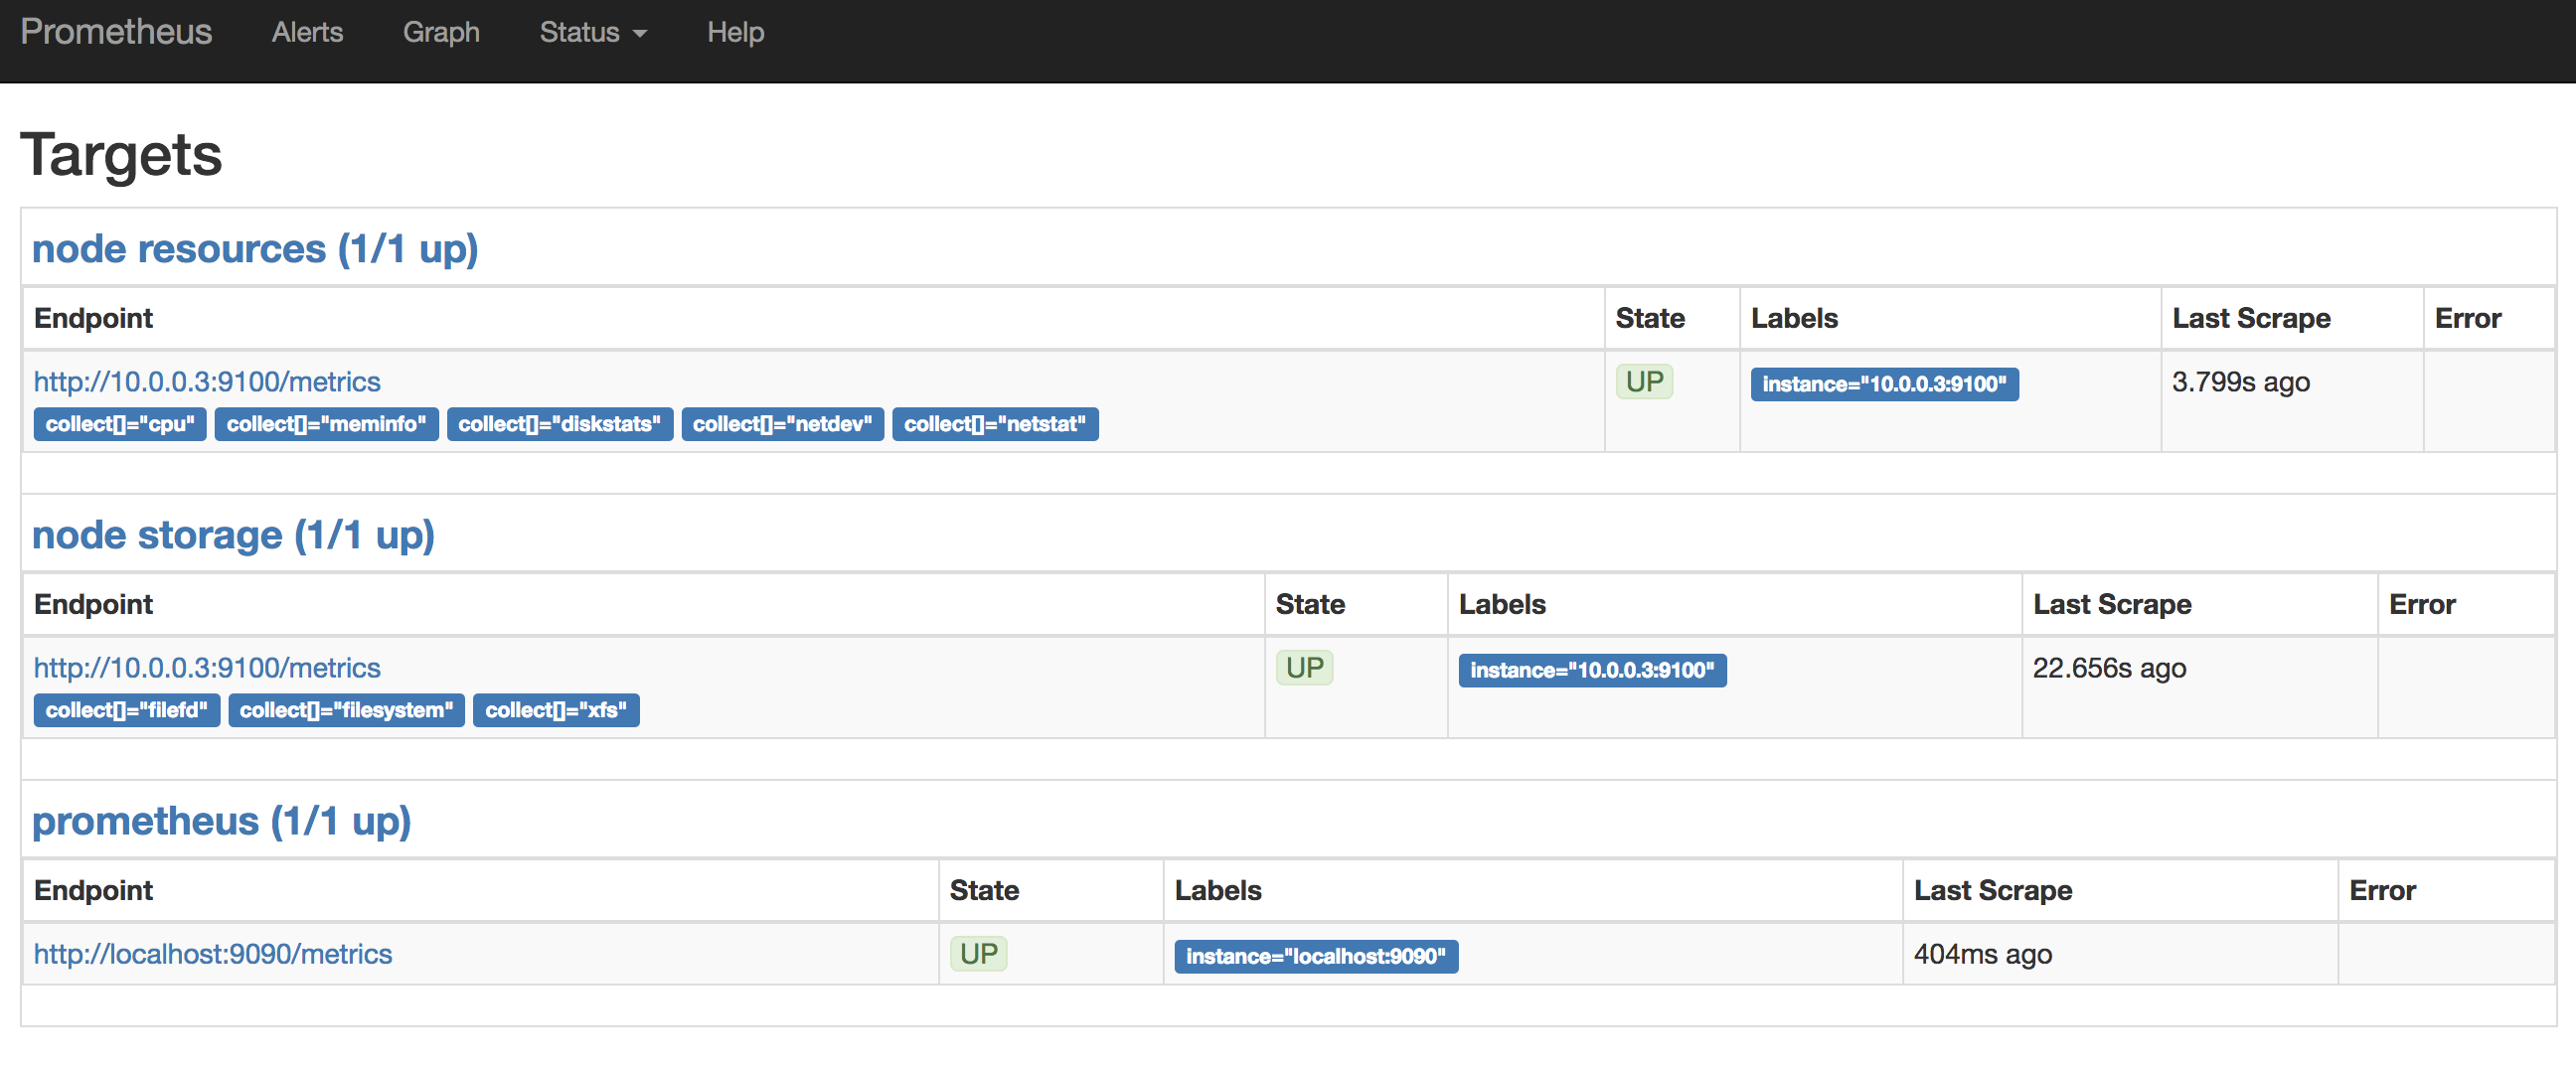 Prometheus Alerts Graph Status Help
Targets
node resources (1/1 up)
Endpoint State Labels Last Scrape Error
http://10.0.0.3:9100/metrics UP instance="10.0.0.3:9100" 3.799s ago
collect[]="cpu" collect[]="meminfo" collect[]="diskstats" collect[]="netdev" collect[]="netstat"
node storage (1/1 up)
Endpoint State Labels Last Scrape Error
http://10.0.0.3:9100/metrics UP instance="10.0.0.3:9100" 22.656s ago
collect[]="filefd" collect[]="filesystem" collect[]="xfs"
prometheus (1/1 up)
Endpoint State Labels Last Scrape Error
http://localhost:9090/metrics UP instance="localhost:9090" 404ms ago